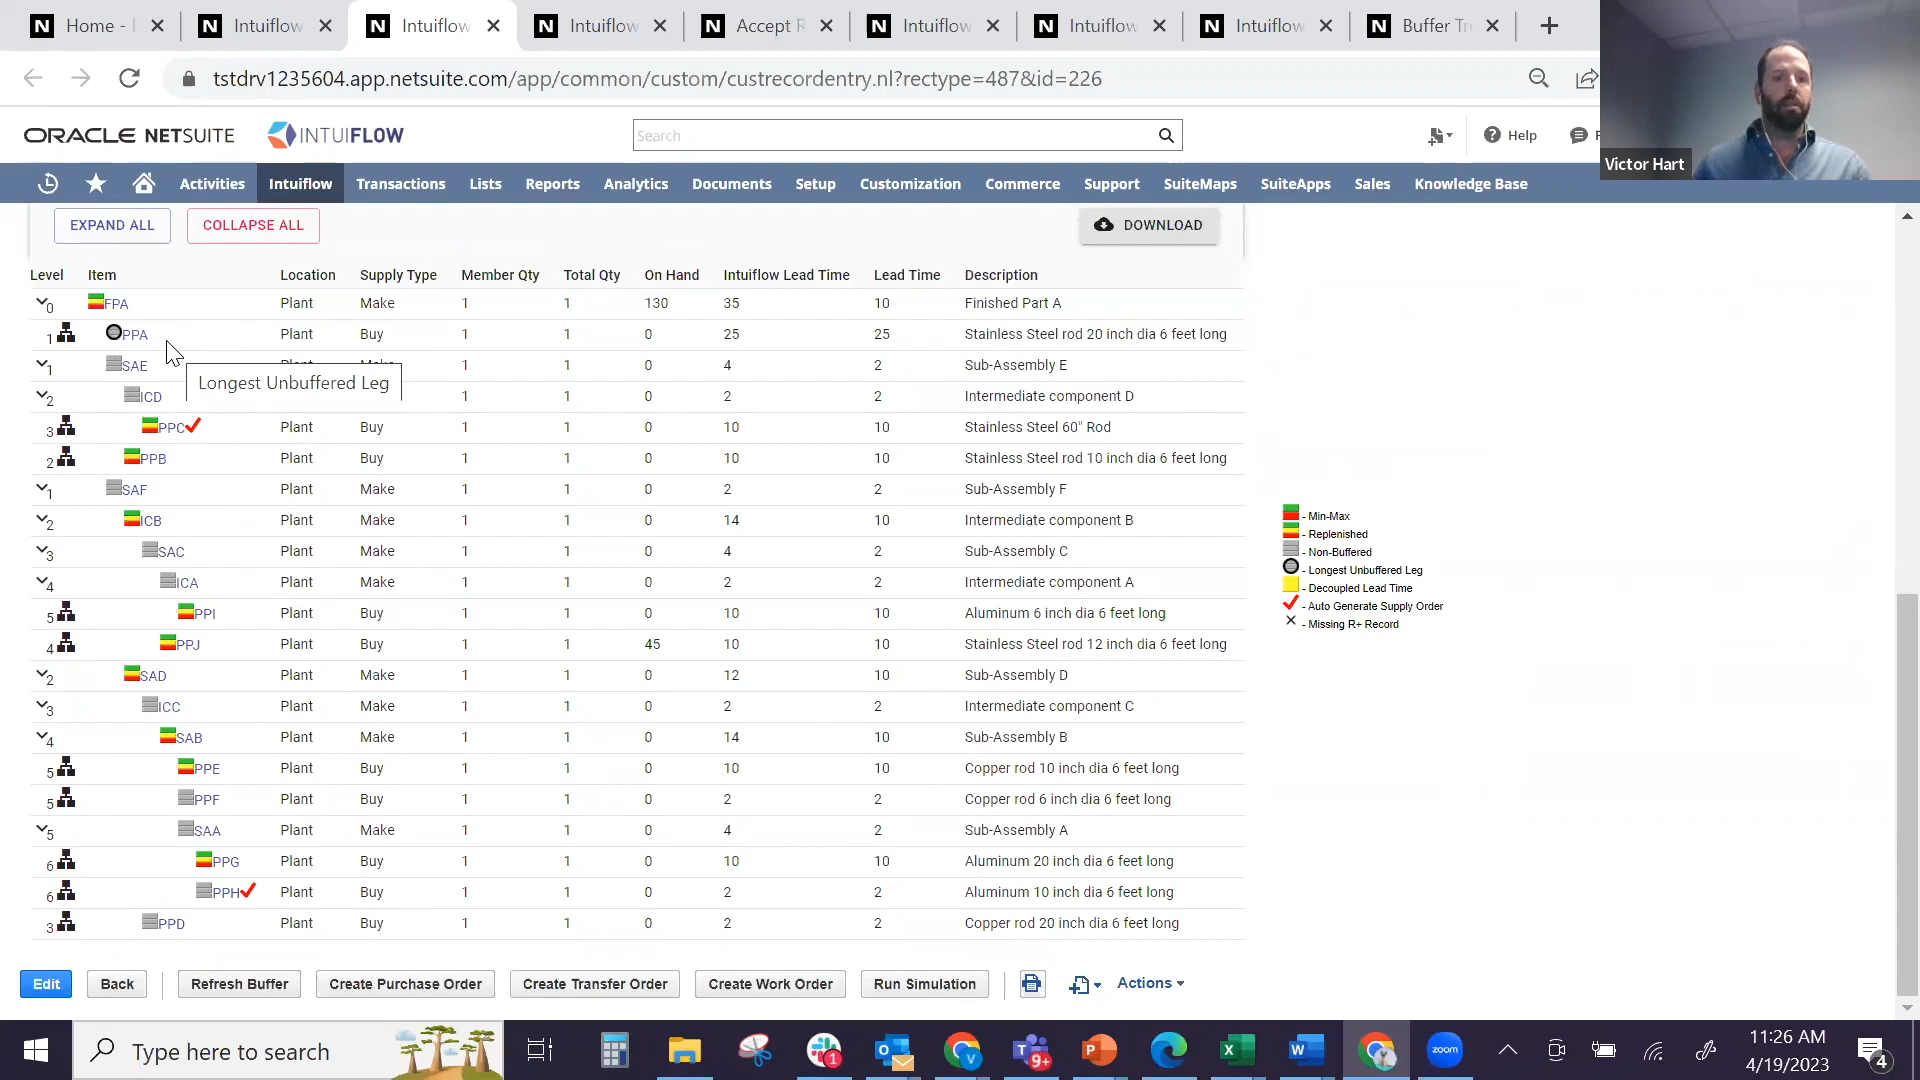 Home -
Intuiflow
Intuiflow
Intuiflow
Accept R
Intuiflow
Intuiflow
Intuiflow
Buffer Tr
tstdrv1235604.app.netsuite.com/app/common/custom/custrecordentry.nl?rectype=487&id=226
ORACLE NETSUITE
INTUIFLOW
Search
Help
F
Victor Hart
Activities Intuiflow Transactions Lists Reports Analytics Documents Setup Customization Commerce Support SuiteMaps SuiteApps Sales Knowledge Base
EXPAND ALL COLLAPSE ALL DOWNLOAD
Level Item Location Supply Type Member Qty Total Qty On Hand Intuiflow Lead Time Lead Time Description
0 FPA Plant Make 1 1 130 35 10 Finished Part A
1 PPA Plant Buy 1 1 0 25 25 Stainless Steel rod 20 inch dia 6 feet long
1 SAE 1 1 0 4 2 Sub-Assembly E
Longest Unbuffered Leg
2 ICD 1 1 0 2 2 Intermediate component D
3 PPC Plant Buy 1 1 0 10 10 Stainless Steel 60" Rod
2 PPB Plant Buy 1 1 0 10 10 Stainless Steel rod 10 inch dia 6 feet long
1 SAF Plant Make 1 1 0 2 2 Sub-Assembly F
2 ICB Plant Make 1 1 0 14 10 Intermediate component B
3 SAC Plant Make 1 1 0 4 2 Sub-Assembly C
4 ICA Plant Make 1 1 0 2 2 Intermediate component A
5 PPI Plant Buy 1 1 0 10 10 Aluminum 6 inch dia 6 feet long
4 PPJ Plant Buy 1 1 45 10 10 Stainless Steel rod 12 inch dia 6 feet long
2 SAD Plant Make 1 1 0 12 10 Sub-Assembly D
3 ICC Plant Make 1 1 0 2 2 Intermediate component C
4 SAB Plant Make 1 1 0 14 10 Sub-Assembly B
5 PPE Plant Buy 1 1 0 10 10 Copper rod 10 inch dia 6 feet long
5 PPF Plant Buy 1 1 0 2 2 Copper rod 6 inch dia 6 feet long
5 SAA Plant Make 1 1 0 4 2 Sub-Assembly A
6 PPG Plant Buy 1 1 0 10 10 Aluminum 20 inch dia 6 feet long
6 PPH Plant Buy 1 1 0 2 2 Aluminum 10 inch dia 6 feet long
3 PPD Plant Buy 1 1 0 2 2 Copper rod 20 inch dia 6 feet long
- Min-Max
- Replenished
- Non-Buffered
- Longest Unbuffered Leg
- Decoupled Lead Time
- Auto Generate Supply Order
- Missing R+ Record
Edit Back Refresh Buffer Create Purchase Order Create Transfer Order Create Work Order Run Simulation Actions
Type here to search
1
9+
zoom
11:26 AM
4/19/2023
4